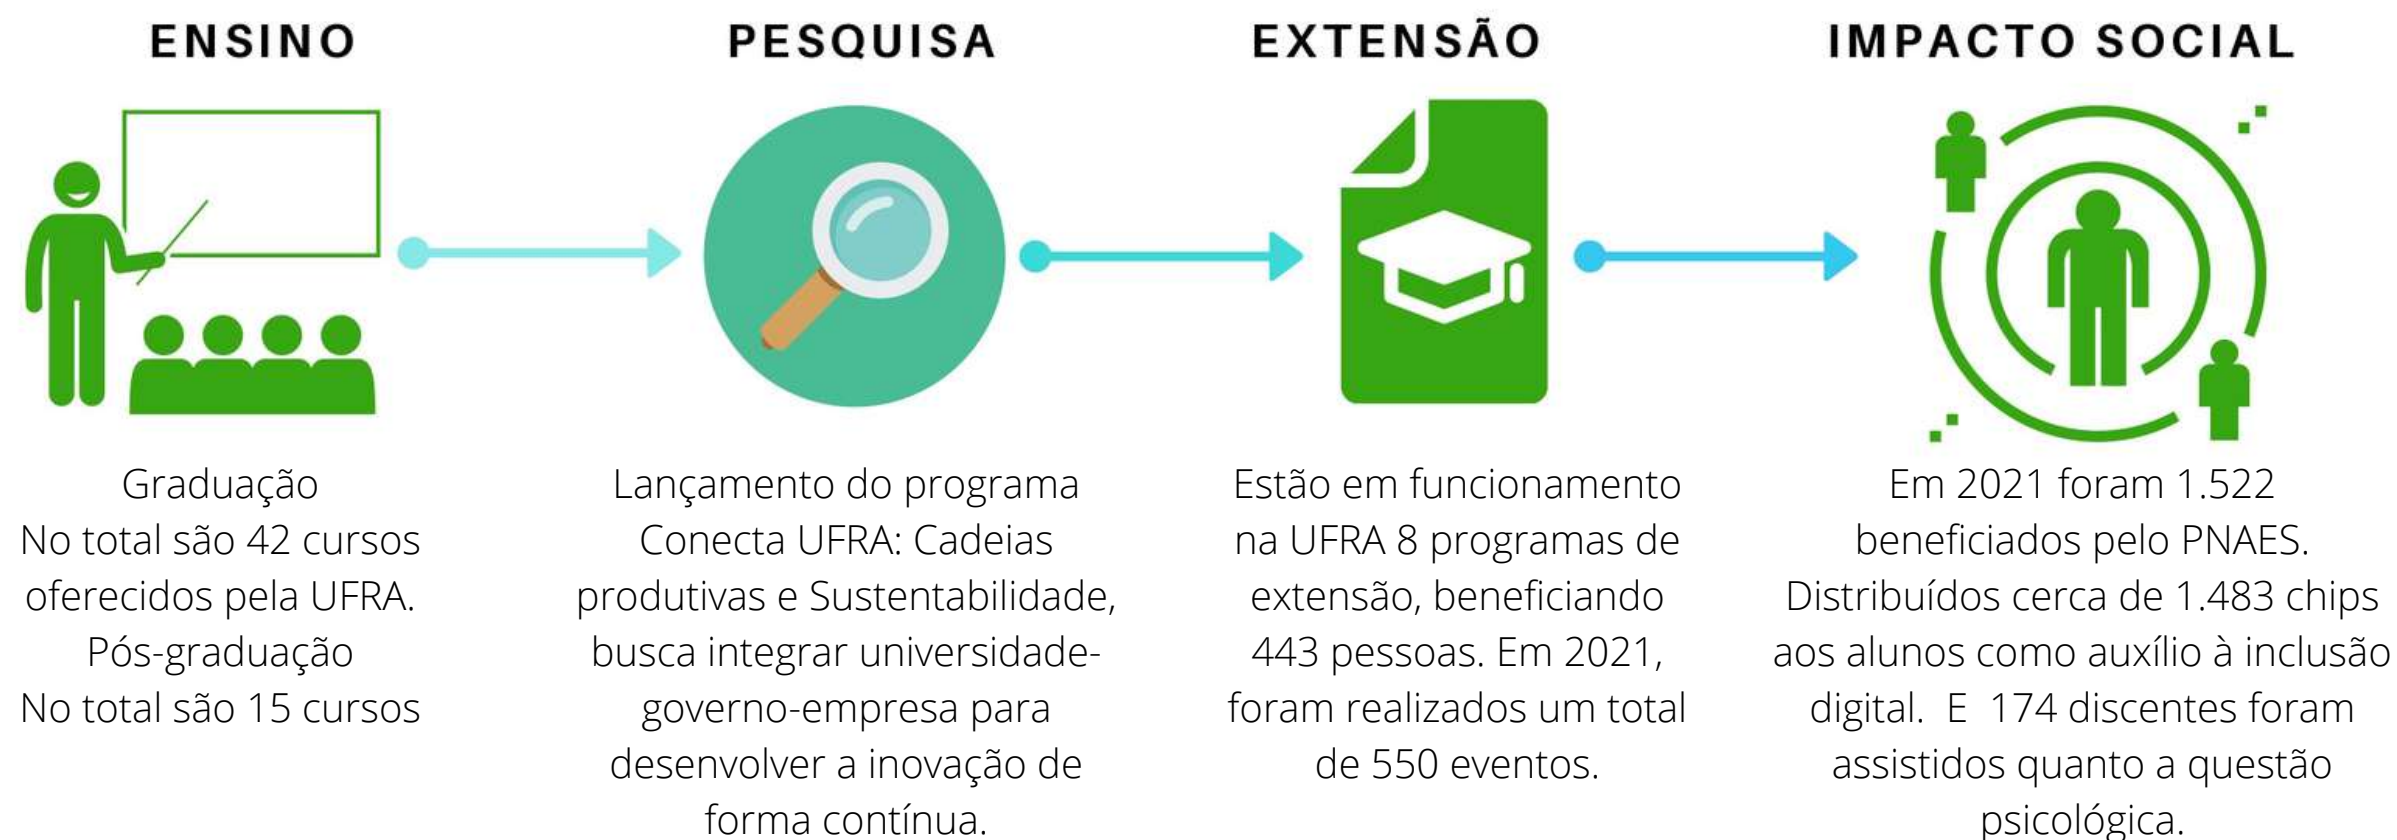 ENSINO
Graduação
No total são 42 cursos
oferecidos pela UFRA.
Pós-graduação
No total são 15 cursos
PESQUISA
Lançamento do programa
Conecta UFRA: Cadeias
produtivas e Sustentabilidade,
busca integrar universidade-
governo-empresa para
desenvolver a inovação de
forma contínua.
EXTENSÃO
Estão em funcionamento
na UFRA 8 programas de
extensão, beneficiando
443 pessoas. Em 2021,
foram realizados um total
de 550 eventos.
IMPACTO SOCIAL
Em 2021 foram 1.522
beneficiados pelo PNAES.
Distribuídos cerca de 1.483 chips
aos alunos como auxílio à inclusão
digital.  E  174 discentes foram
assistidos quanto a questão
psicológica.